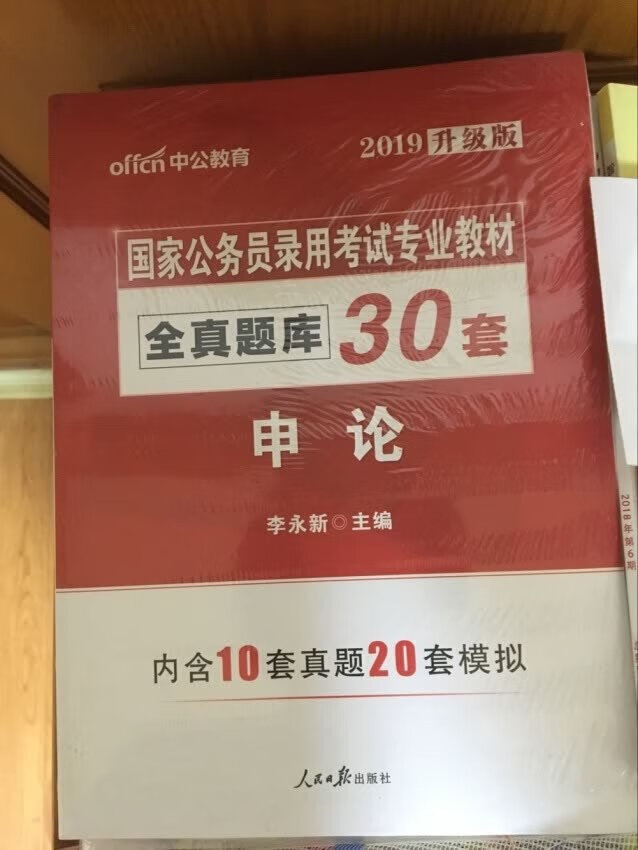 offcn中公教育
2019升级版
国家公务员录用考试专业教材
全真题库30套
申论
李永新◎主编
内含10套真题20套模拟
人民日报出版社
2018年第6期